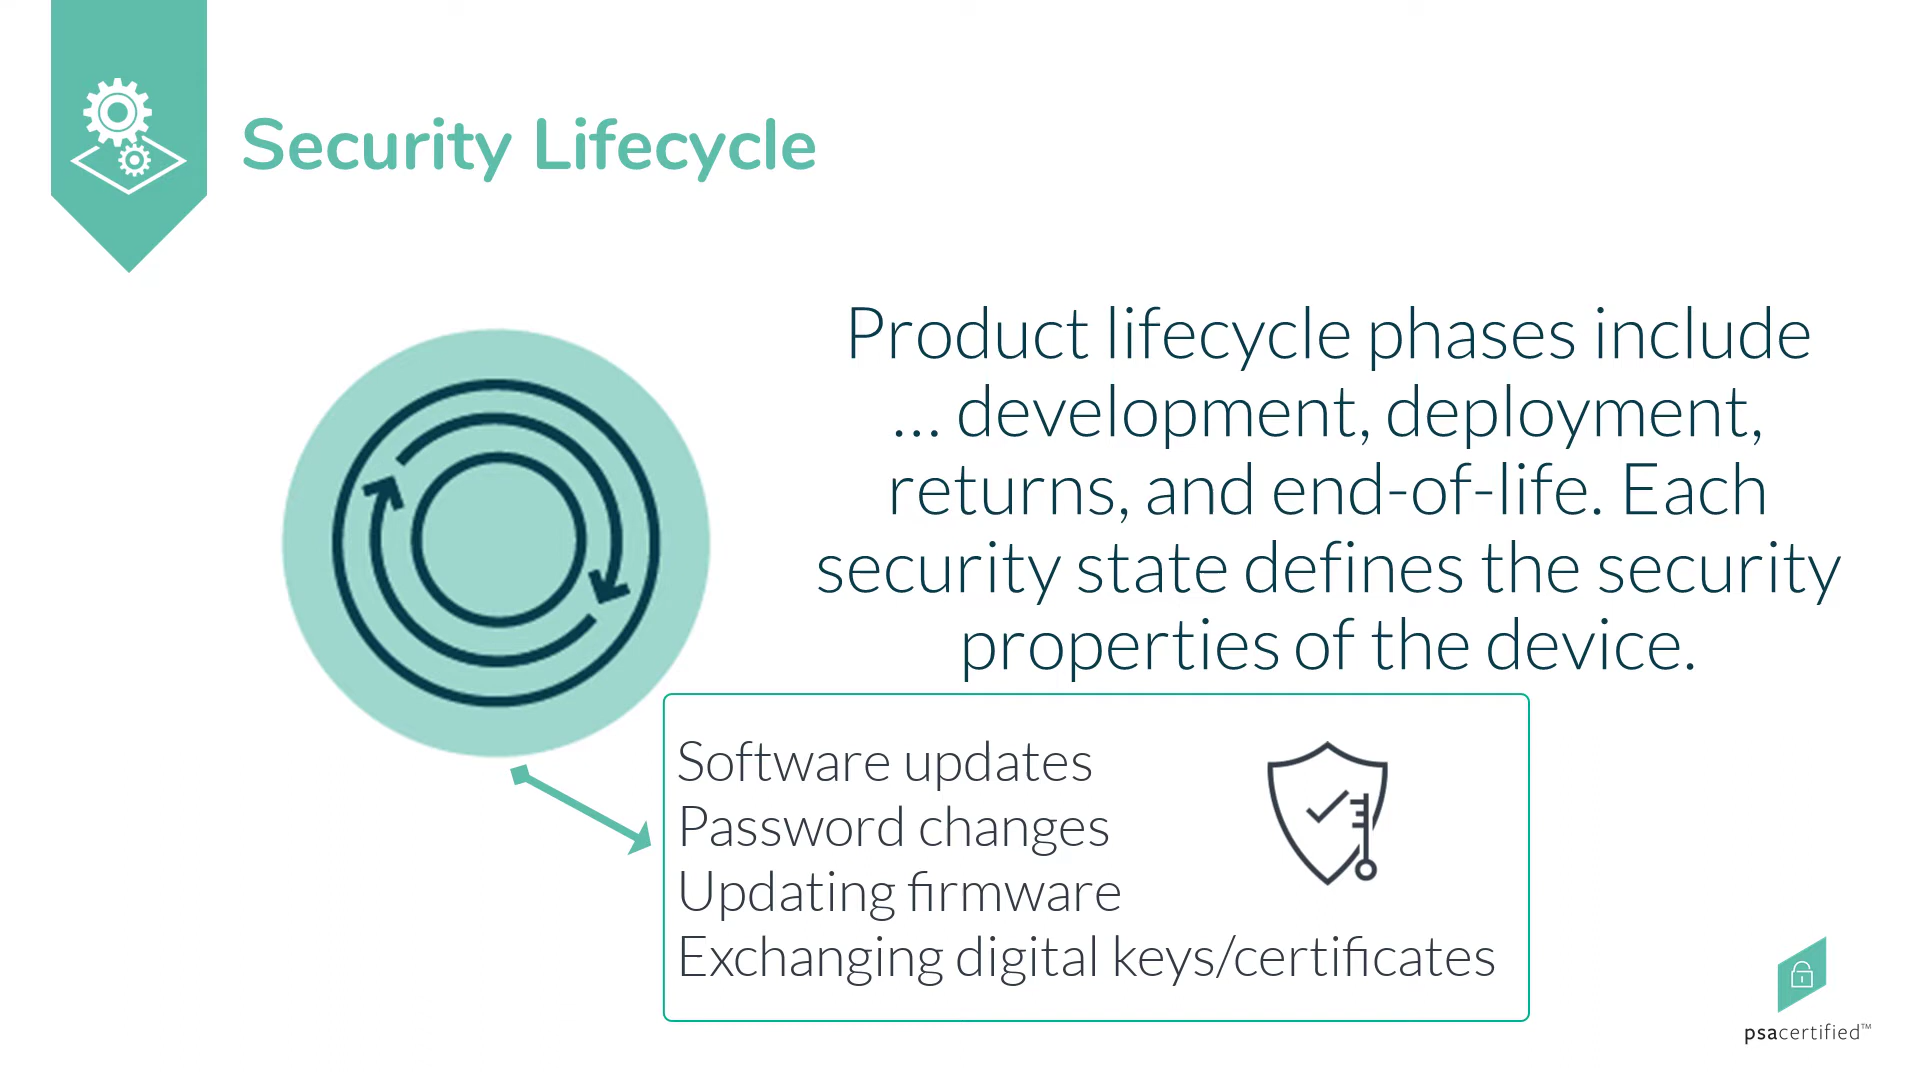 Security Lifecycle
Product lifecycle phases include
... development, deployment,
returns, and end-of-life. Each
security state defines the security
properties of the device.
Software updates
Password changes
Updating firmware
Exchanging digital keys/certificates
psacertified™